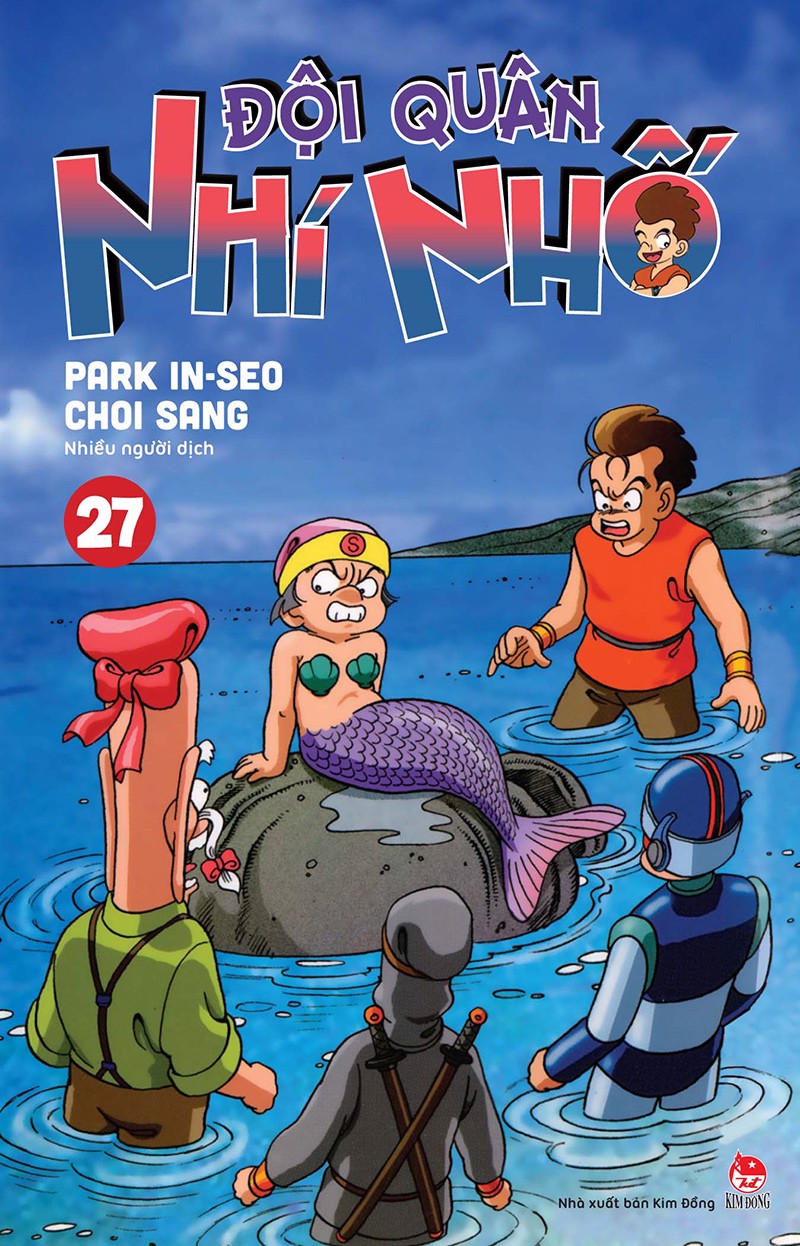 ĐỘI QUÂN
NHÍ NHỐ
PARK IN-SEO
CHOI SANG
Nhiều người dịch
27
S
Nhà xuất bản Kim Đồng
KIM ĐỒNG